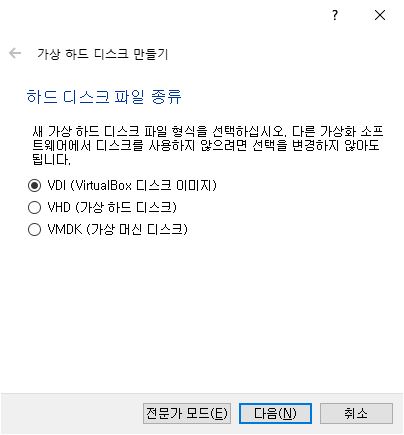 ?
가상 하드 디스크 만들기
하드 디스크 파일 종류
새 가상 하드 디스크 파일 형식을 선택하십시오. 다른 가상화 소프
트웨어에서 디스크를 사용하지 않으려면 선택을 변경하지 않아도
됩니다.
VDI (VirtualBox 디스크 이미지)
VHD (가상 하드 디스크)
VMDK (가상 머신 디스크)
전문가 모드(E) 다음(N) 취소